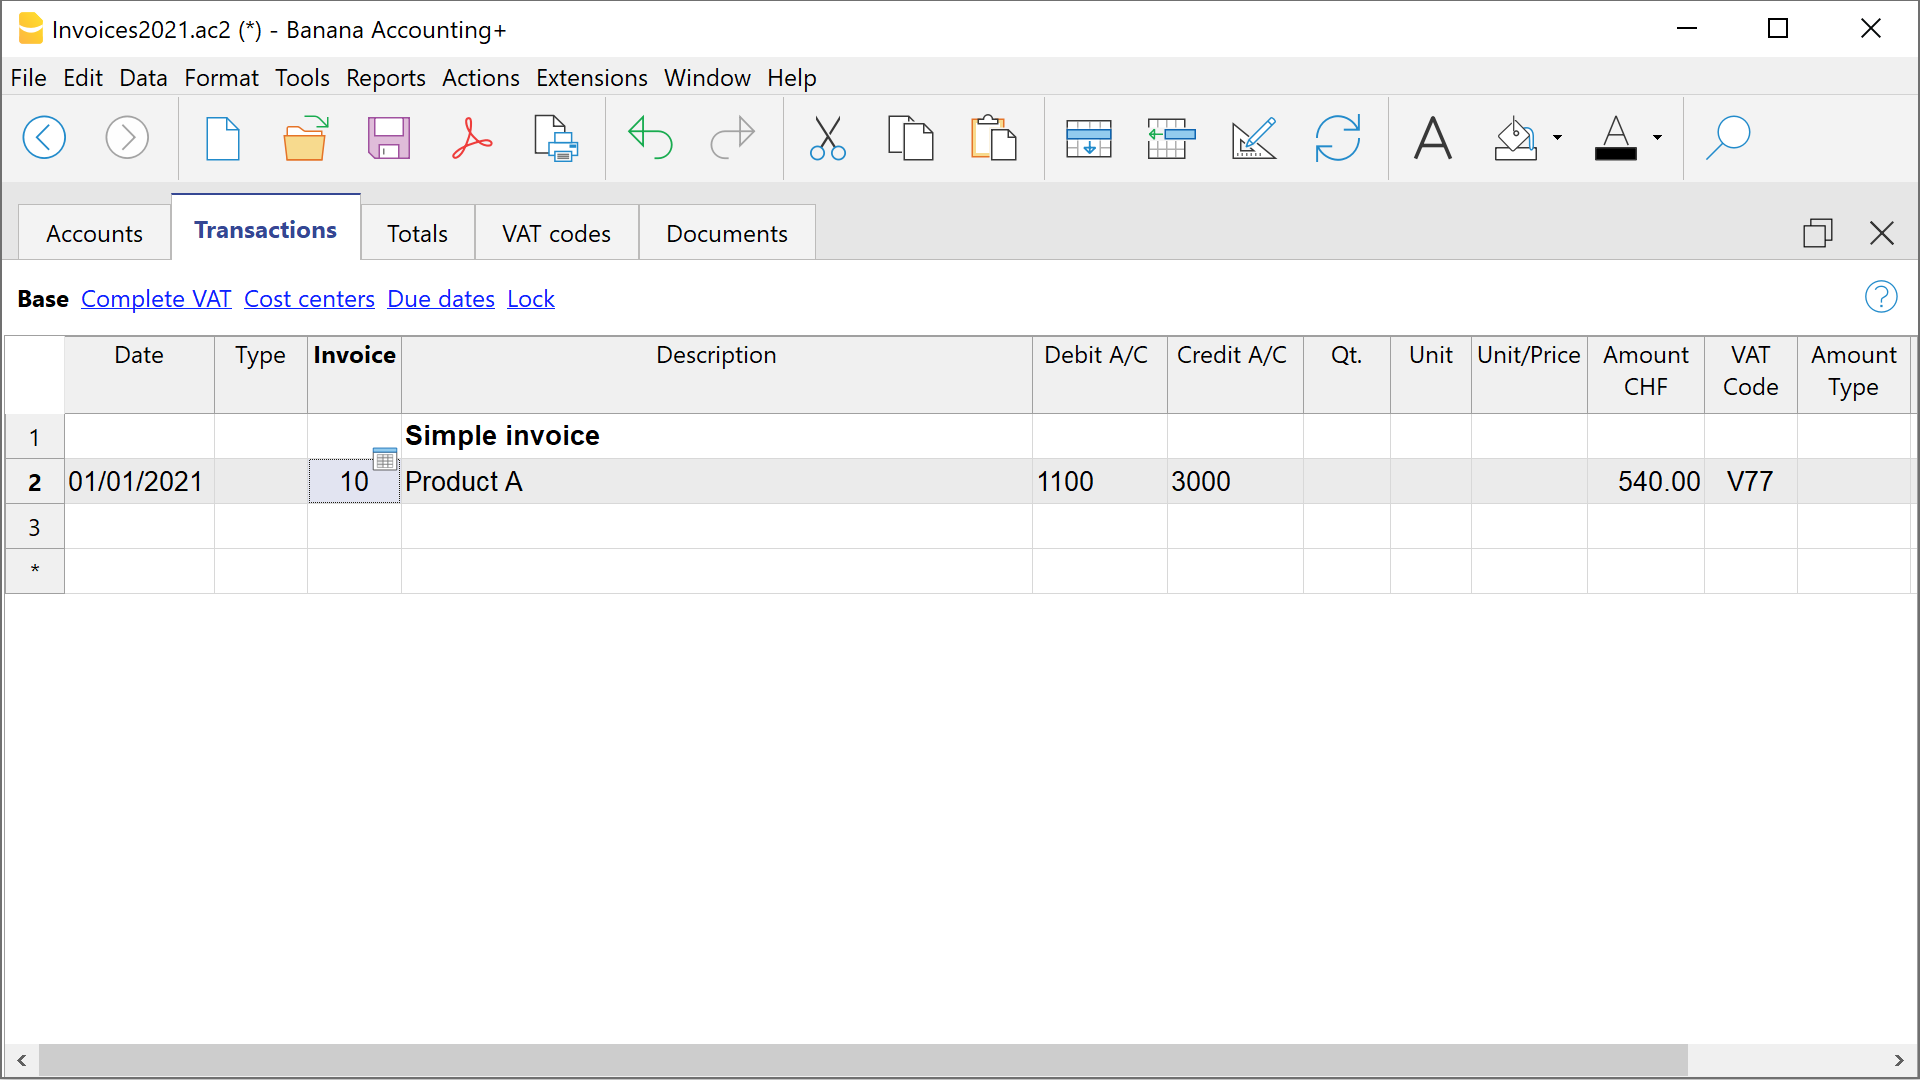 Invoices2021.ac2 (*) - Banana Accounting+
File Edit Data Format Tools Reports Actions Extensions Window Help
Accounts Transactions Totals VAT codes Documents
Base Complete VAT Cost centers Due dates Lock ?
Date Type Invoice Description Debit A/C Credit A/C Qt. Unit Unit/Price Amount CHF VAT Code Amount Type
1 Simple invoice
2 01/01/2021 10 Product A 1100 3000 540.00 V77
3
*